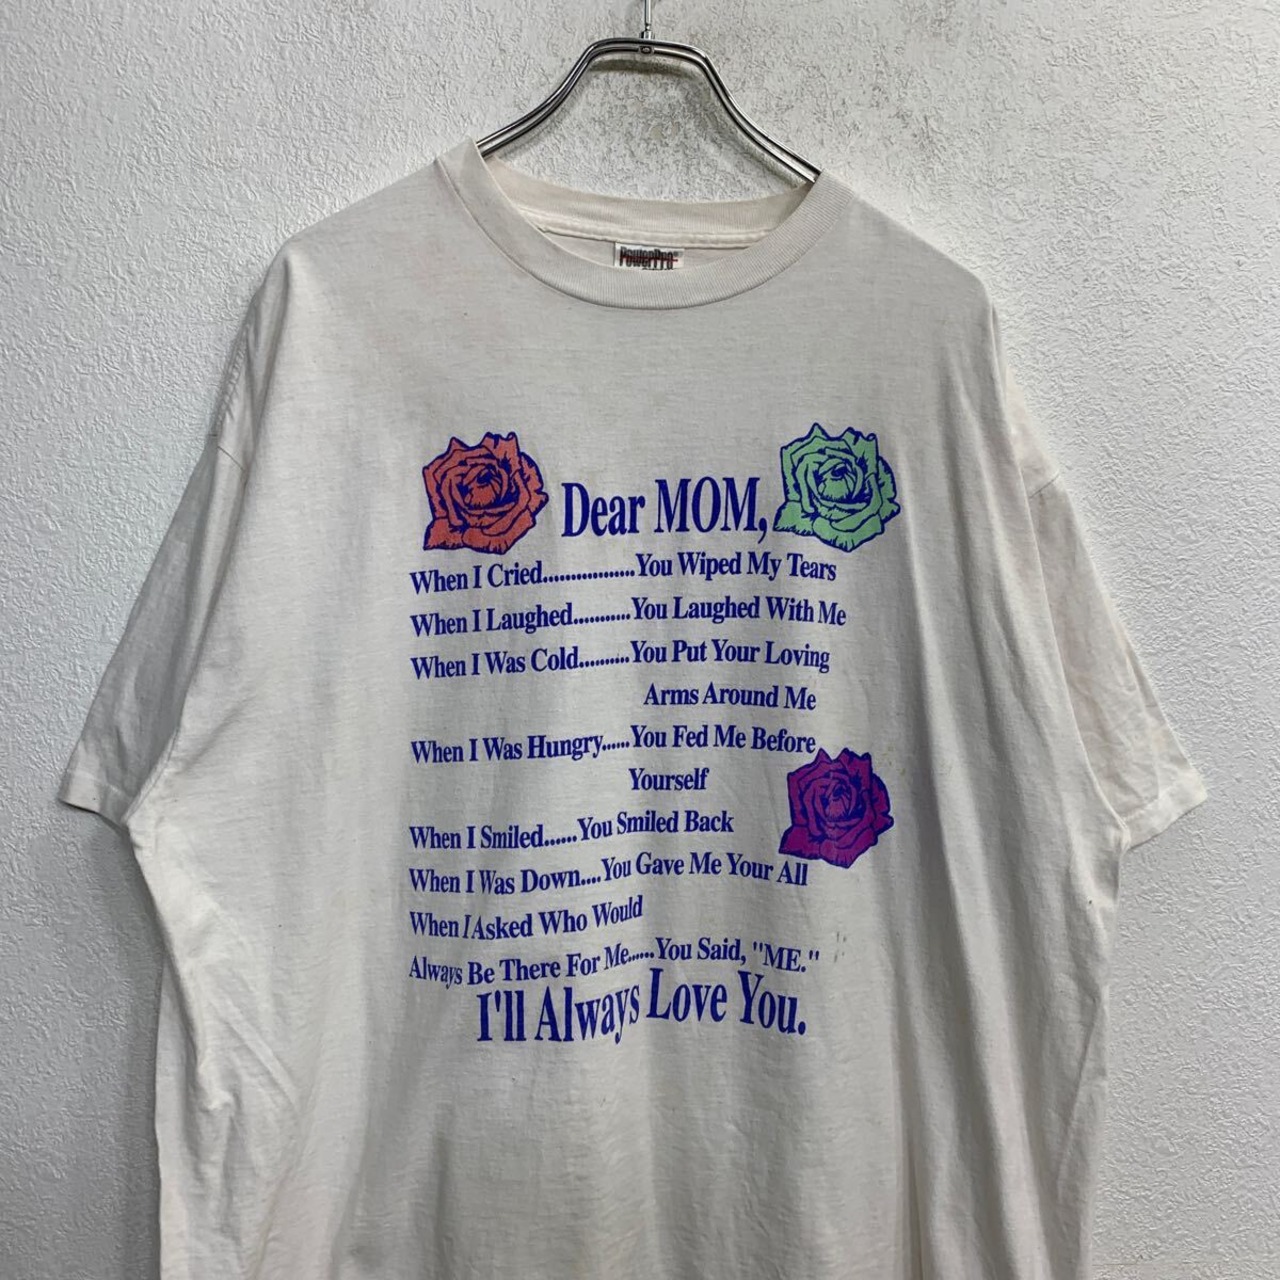 PowerPro
Dear MOM,
When I Cried.................You Wiped My Tears
When I Laughed...........You Laughed With Me
When I Was Cold..........You Put Your Loving
Arms Around Me
When I Was Hungry......You Fed Me Before
Yourself
When I Smiled......You Smiled Back
When I Was Down....You Gave Me Your All
When I Asked Who Would
Always Be There For Me......You Said, "ME."
I'll Always Love You.